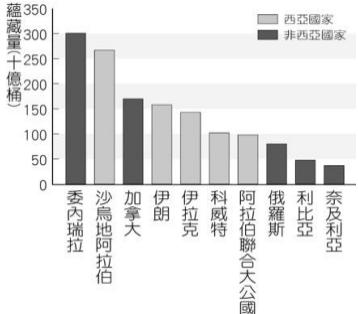 蘊藏量(十億桶)
350
300
250
200
150
100
50
0
西亞國家
非西亞國家
委內瑞拉
沙烏地阿拉伯
加拿大
伊朗
伊拉克
科威特
阿拉伯聯合大公國
俄羅斯
利比亞
奈及利亞